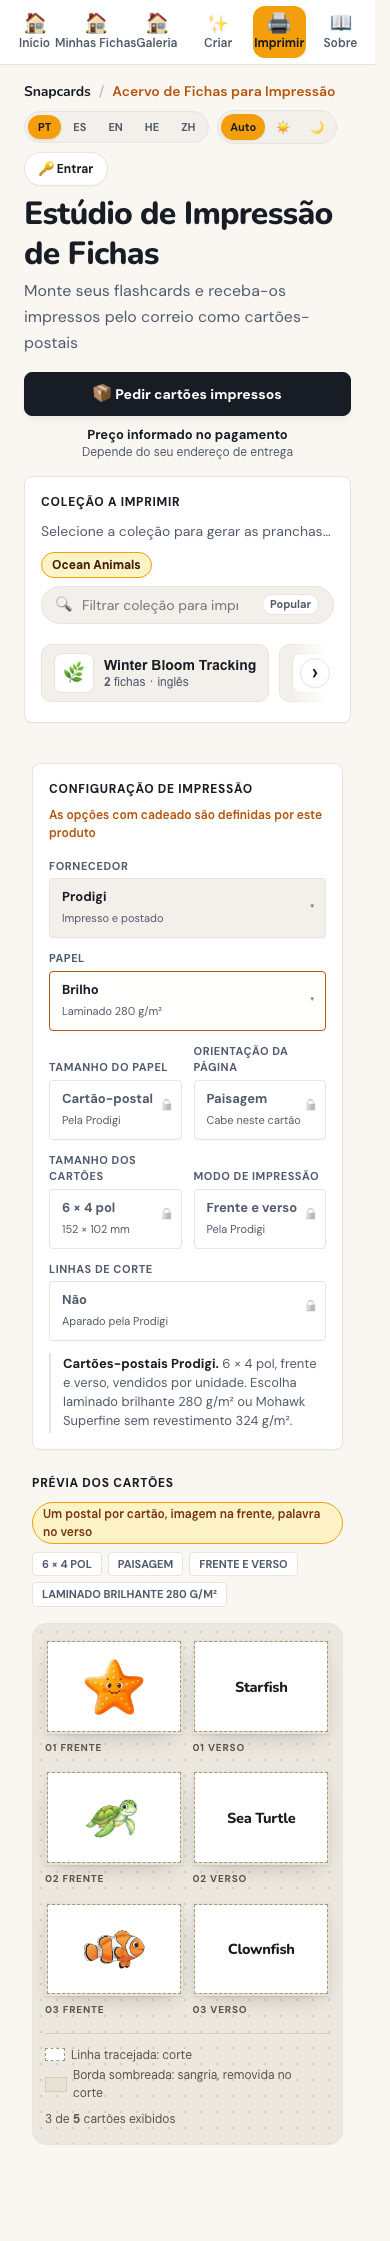 Início
Minhas Fichas
Galeria
Criar
Imprimir
Sobre
Snapcards / Acervo de Fichas para Impressão
PT ES EN HE ZH Auto
Entrar
Estúdio de Impressão
de Fichas
Monte seus flashcards e receba-os
impressos pelo correio como cartões-
postais
Pedir cartões impressos
Preço informado no pagamento
Depende do seu endereço de entrega
COLEÇÃO A IMPRIMIR
Selecione a coleção para gerar as pranchas...
Ocean Animals
Filtrar coleção para impı
Popular
Winter Bloom Tracking
2 fichas · inglês
›
CONFIGURAÇÃO DE IMPRESSÃO
As opções com cadeado são definidas por este
produto
FORNECEDOR
Prodigi
Impresso e postado
PAPEL
Brilho
Laminado 280 g/m²
TAMANHO DO PAPEL
Cartão-postal
Pela Prodigi
ORIENTAÇÃO DA
PÁGINA
Paisagem
Cabe neste cartão
TAMANHO DOS
CARTÕES
6 × 4 pol
152 × 102 mm
MODO DE IMPRESSÃO
Frente e verso
Pela Prodigi
LINHAS DE CORTE
Não
Aparado pela Prodigi
Cartões-postais Prodigi. 6 × 4 pol, frente
e verso, vendidos por unidade. Escolha
laminado brilhante 280 g/m² ou Mohawk
Superfine sem revestimento 324 g/m².
PRÉVIA DOS CARTÕES
Um postal por cartão, imagem na frente, palavra
no verso
6 × 4 POL
PAISAGEM
FRENTE E VERSO
LAMINADO BRILHANTE 280 G/M²
Starfish
01 FRENTE
01 VERSO
Sea Turtle
02 FRENTE
02 VERSO
Clownfish
03 FRENTE
03 VERSO
Linha tracejada: corte
Borda sombreada: sangria, removida no
corte
3 de 5 cartões exibidos